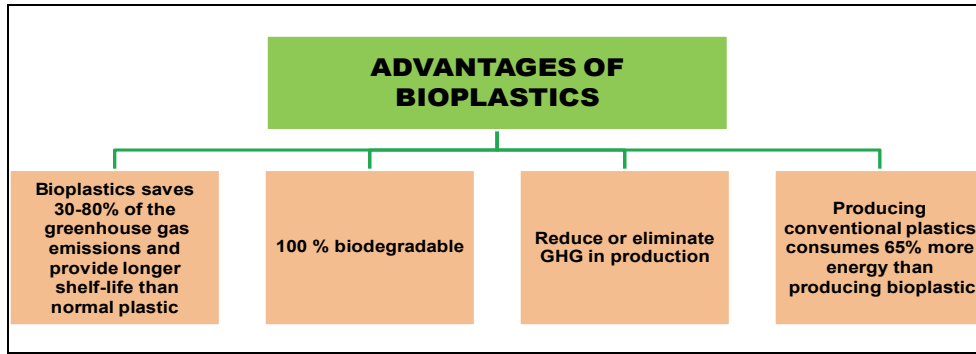 ADVANTAGES OF
BIOPLASTICS
Bioplastics saves
30-80% of the
greenhouse gas
emissions and
provide longer
shelf-life than
normal plastic
100 % biodegradable
Reduce or eliminate
GHG in production
Producing
conventional plastics
consumes 65% more
energy than
producing bioplastic